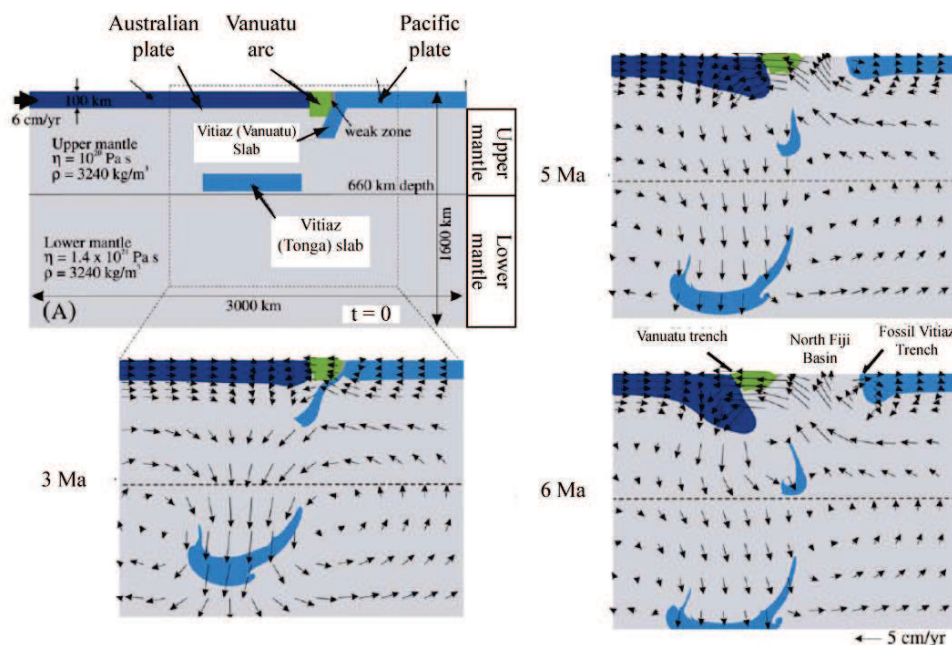 Australian plate
Vanuatu arc
Pacific plate
100 km
6 cm/yr
Vitiaz (Vanuatu) Slab
weak zone
Upper mantle
η = 10²⁰ Pa s
ρ = 3240 kg/m³
660 km depth
Upper mantle
Vitiaz (Tonga) slab
Lower mantle
η = 1.4 x 10²¹ Pa s
ρ = 3240 kg/m³
1600 km
Lower mantle
3000 km
(A)
t = 0
5 Ma
3 Ma
Vanuatu trench
North Fiji Basin
Fossil Vitiaz Trench
6 Ma
5 cm/yr